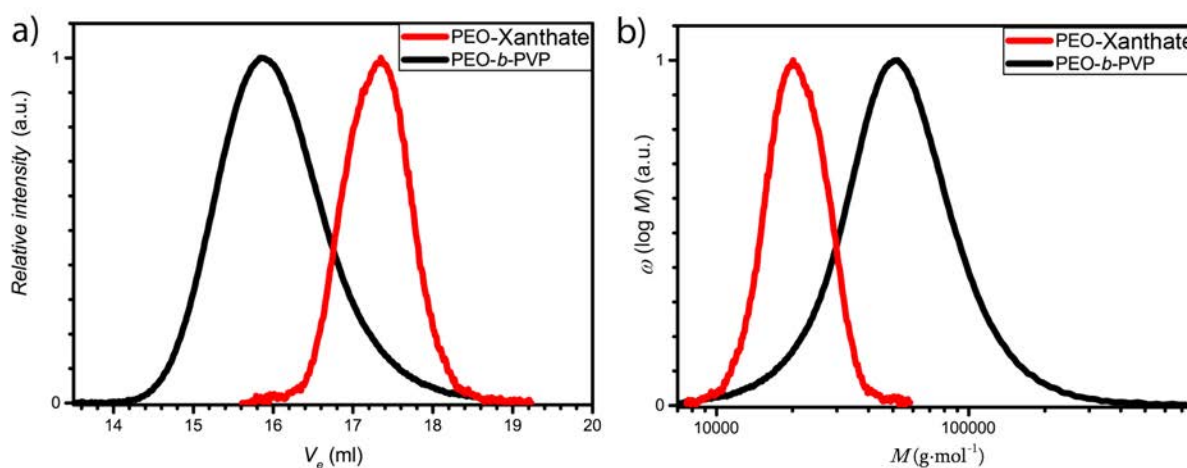 a)
PEO-Xanthate
PEO-b-PVP
Relative intensity (a.u.)
1
0
14 15 16 17 18 19 20
Vₑ (ml)
b)
PEO-Xanthate
PEO-b-PVP
ω (log M) (a.u.)
1
0
10000 100000
M (g·mol⁻¹)